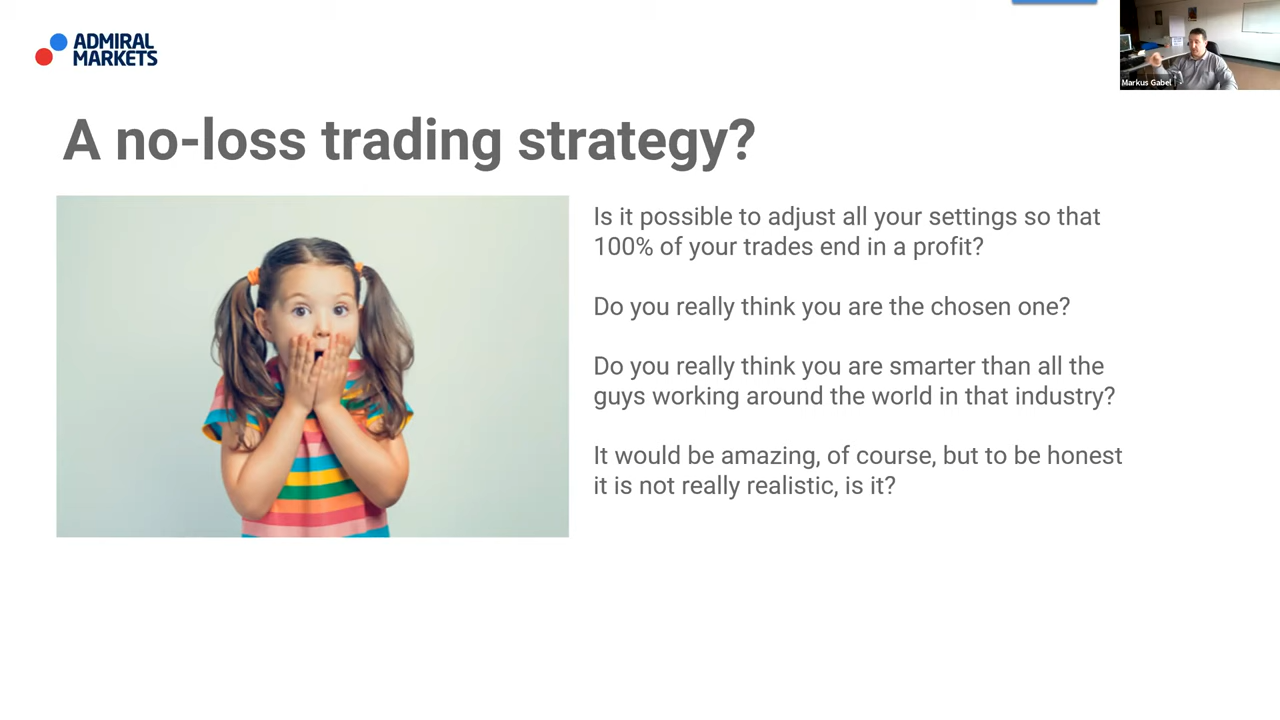 ADMIRAL
MARKETS
Markus Gabel
A no-loss trading strategy?
Is it possible to adjust all your settings so that
100% of your trades end in a profit?
Do you really think you are the chosen one?
Do you really think you are smarter than all the
guys working around the world in that industry?
It would be amazing, of course, but to be honest
it is not really realistic, is it?